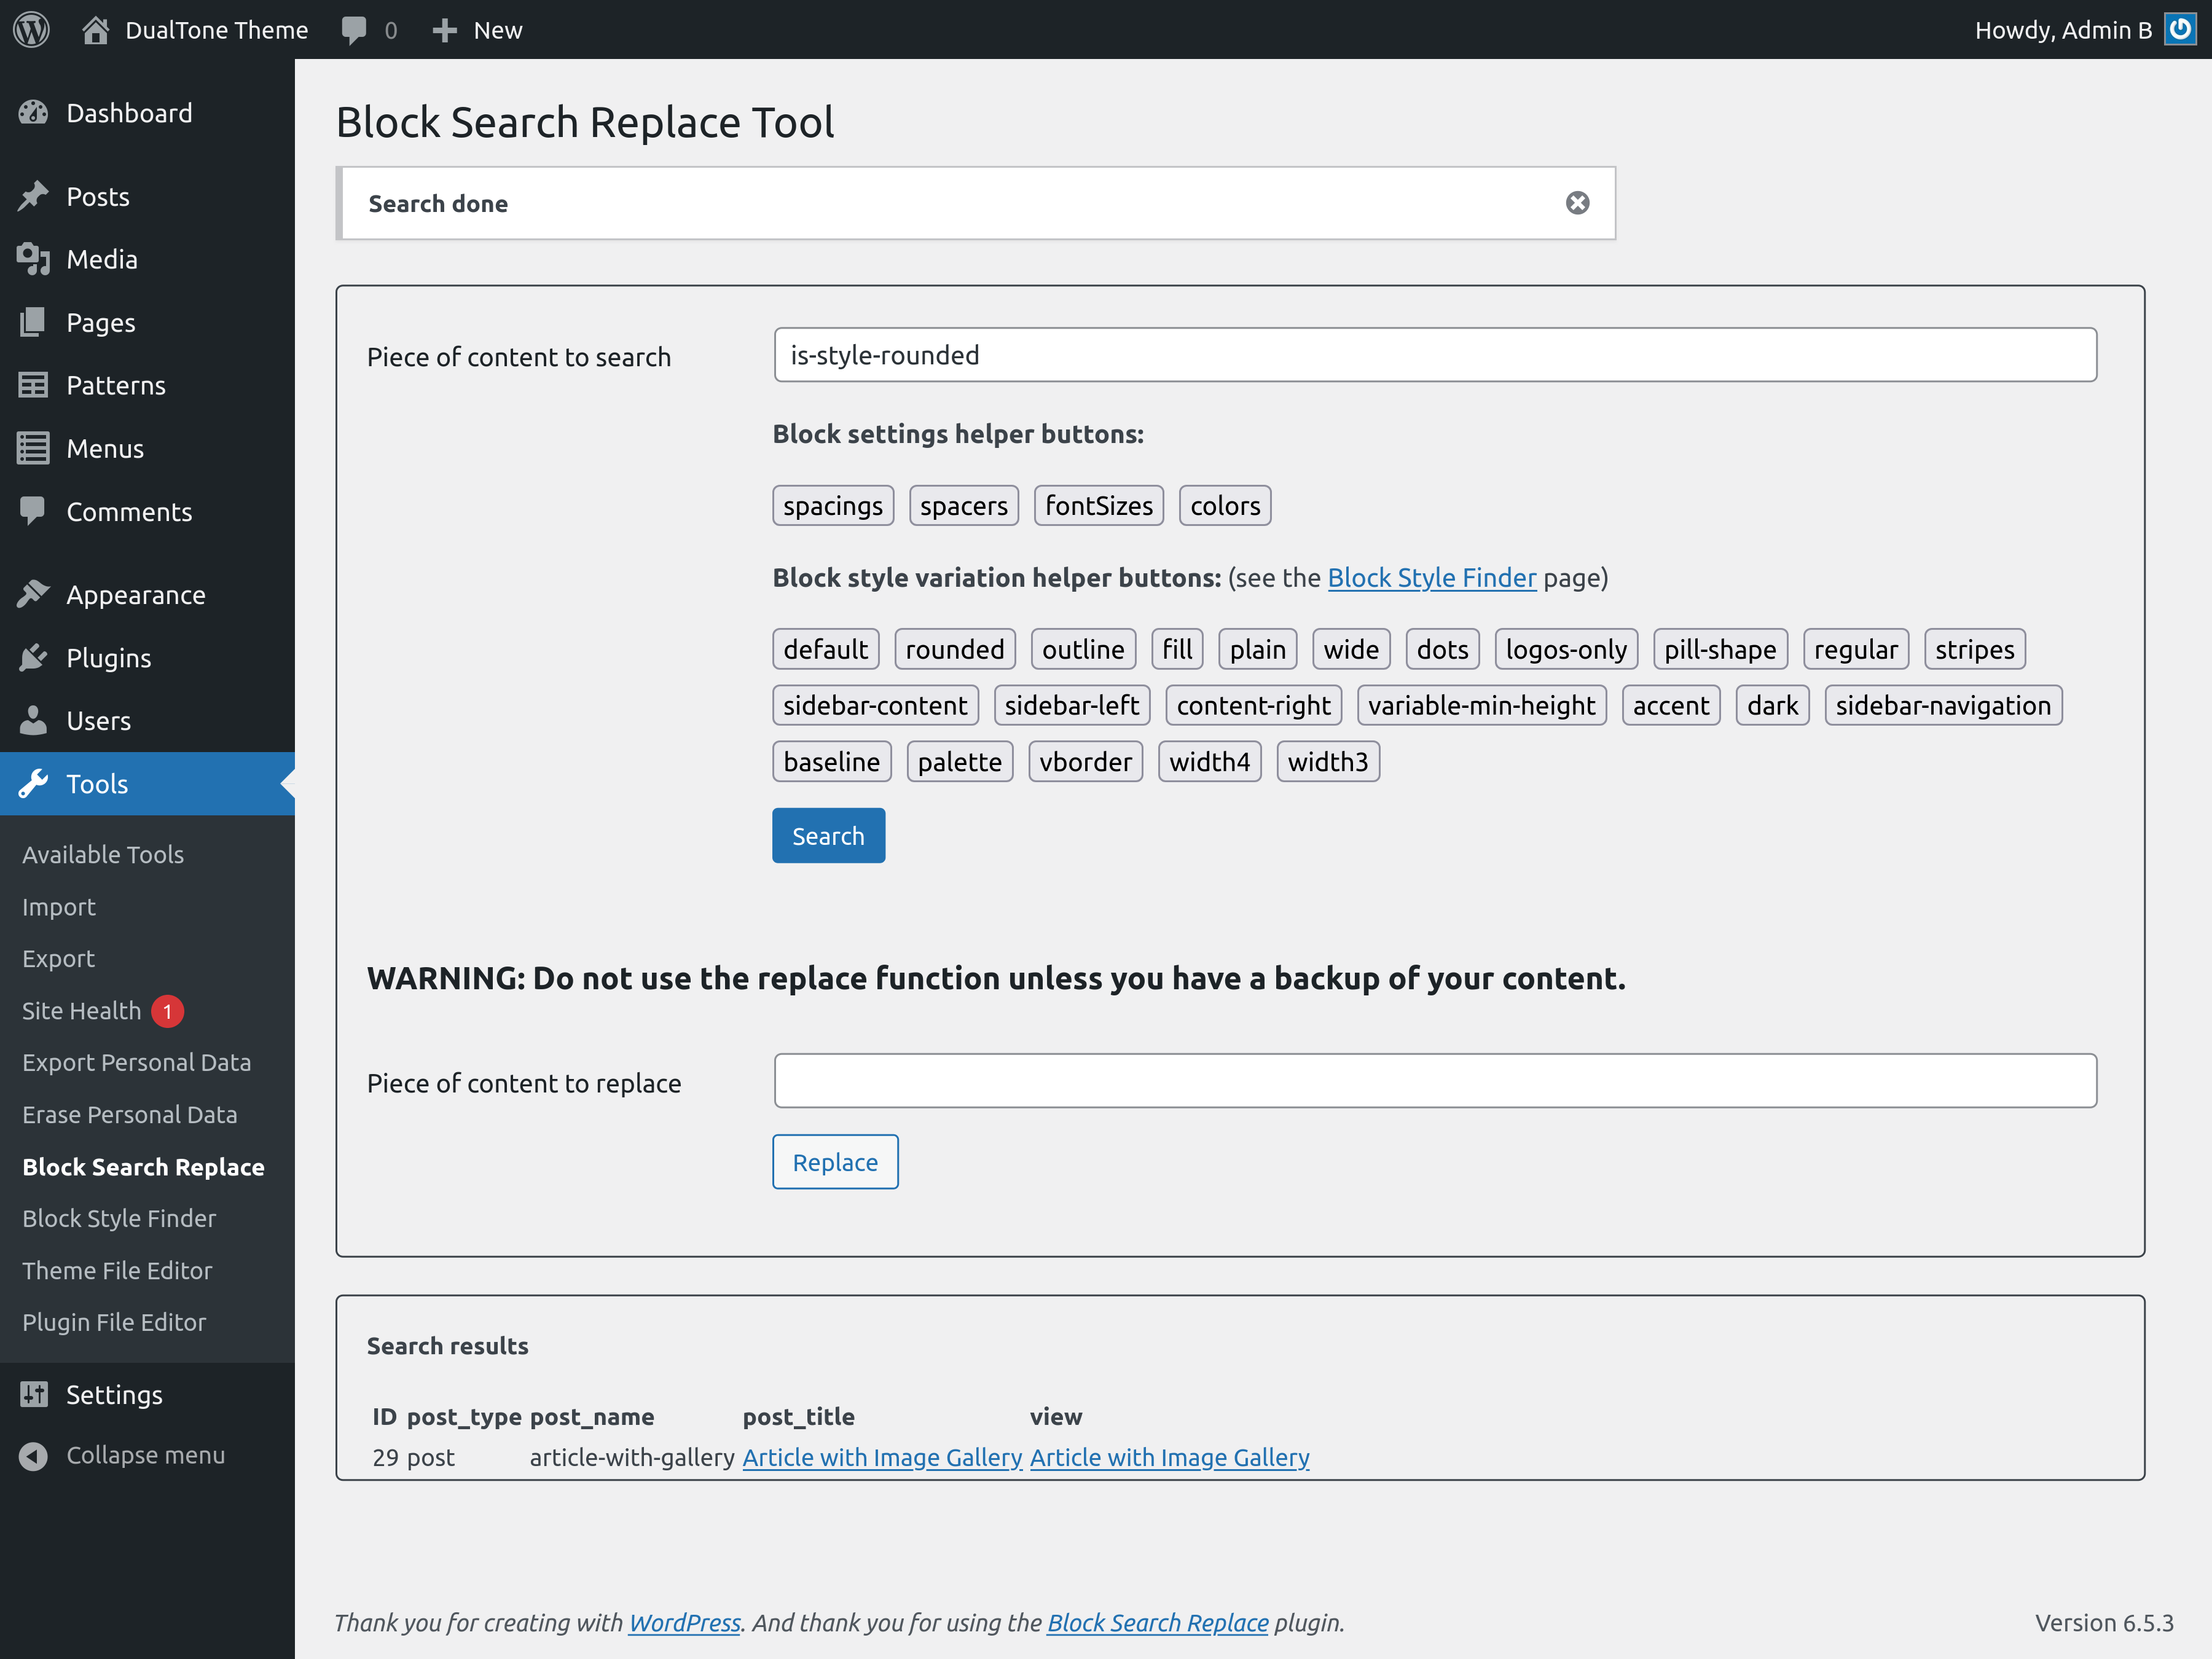 DualTone Theme 0 New Howdy, Admin B
Dashboard
Posts
Media
Pages
Patterns
Menus
Comments
Appearance
Plugins
Users
Tools
Available Tools
Import
Export
Site Health 1
Export Personal Data
Erase Personal Data
Block Search Replace
Block Style Finder
Theme File Editor
Plugin File Editor
Settings
Collapse menu
Block Search Replace Tool
Search done
Piece of content to search is-style-rounded
Block settings helper buttons:
spacings spacers fontSizes colors
Block style variation helper buttons: (see the Block Style Finder page)
default rounded outline fill plain wide dots logos-only pill-shape regular stripes
sidebar-content sidebar-left content-right variable-min-height accent dark sidebar-navigation
baseline palette vborder width4 width3
Search
WARNING: Do not use the replace function unless you have a backup of your content.
Piece of content to replace
Replace
Search results
ID post_type post_name post_title view
29 post article-with-gallery Article with Image Gallery Article with Image Gallery
Thank you for creating with WordPress. And thank you for using the Block Search Replace plugin. Version 6.5.3